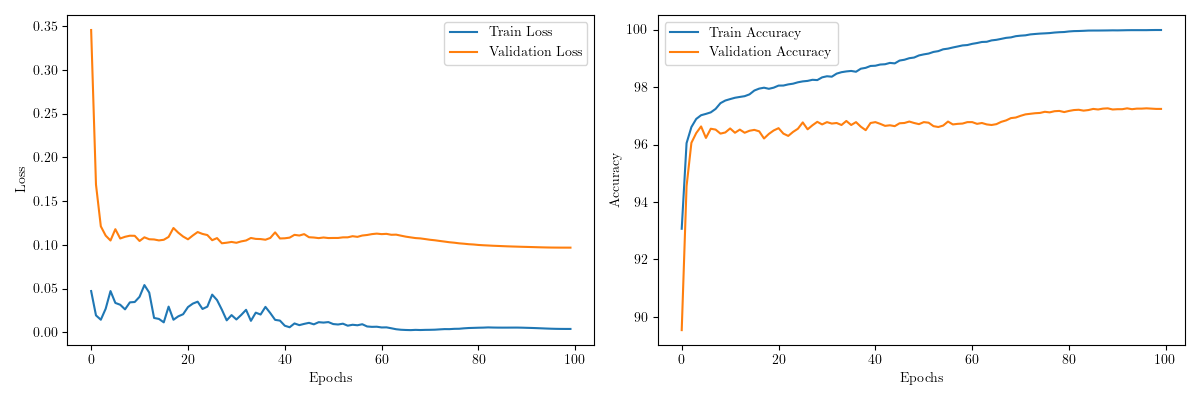 0.35
0.30
0.25
0.20
0.15
0.10
0.05
0.00
Loss
0 20 40 60 80 100
Epochs
Train Loss
Validation Loss
100
98
96
94
92
90
Accuracy
0 20 40 60 80 100
Epochs
Train Accuracy
Validation Accuracy